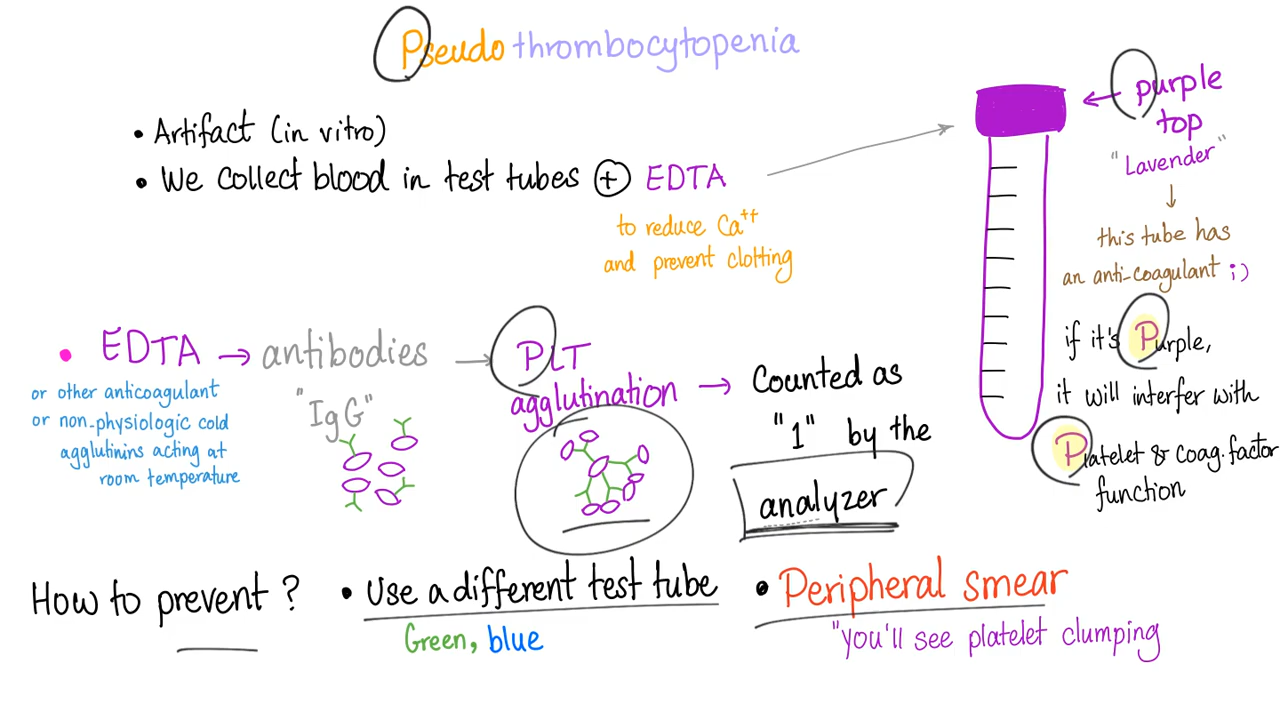 Pseudo thrombocytopenia
• Artifact (in vitro)
• We collect blood in test tubes + EDTA
to reduce Ca++
and prevent clotting
purple
top
"Lavender"
↓
this tube has
an anti-coagulant ;)
if it's Purple,
it will interfer with
Platelet & coag. factor
function
• EDTA → antibodies → PLT
agglutination → Counted as
"1" by the
analyzer
or other anticoagulant
or non-physiologic cold
agglutinins acting at
room temperature
"IgG"
How to prevent? • Use a different test tube • Peripheral smear
Green, blue
"you'll see platelet clumping